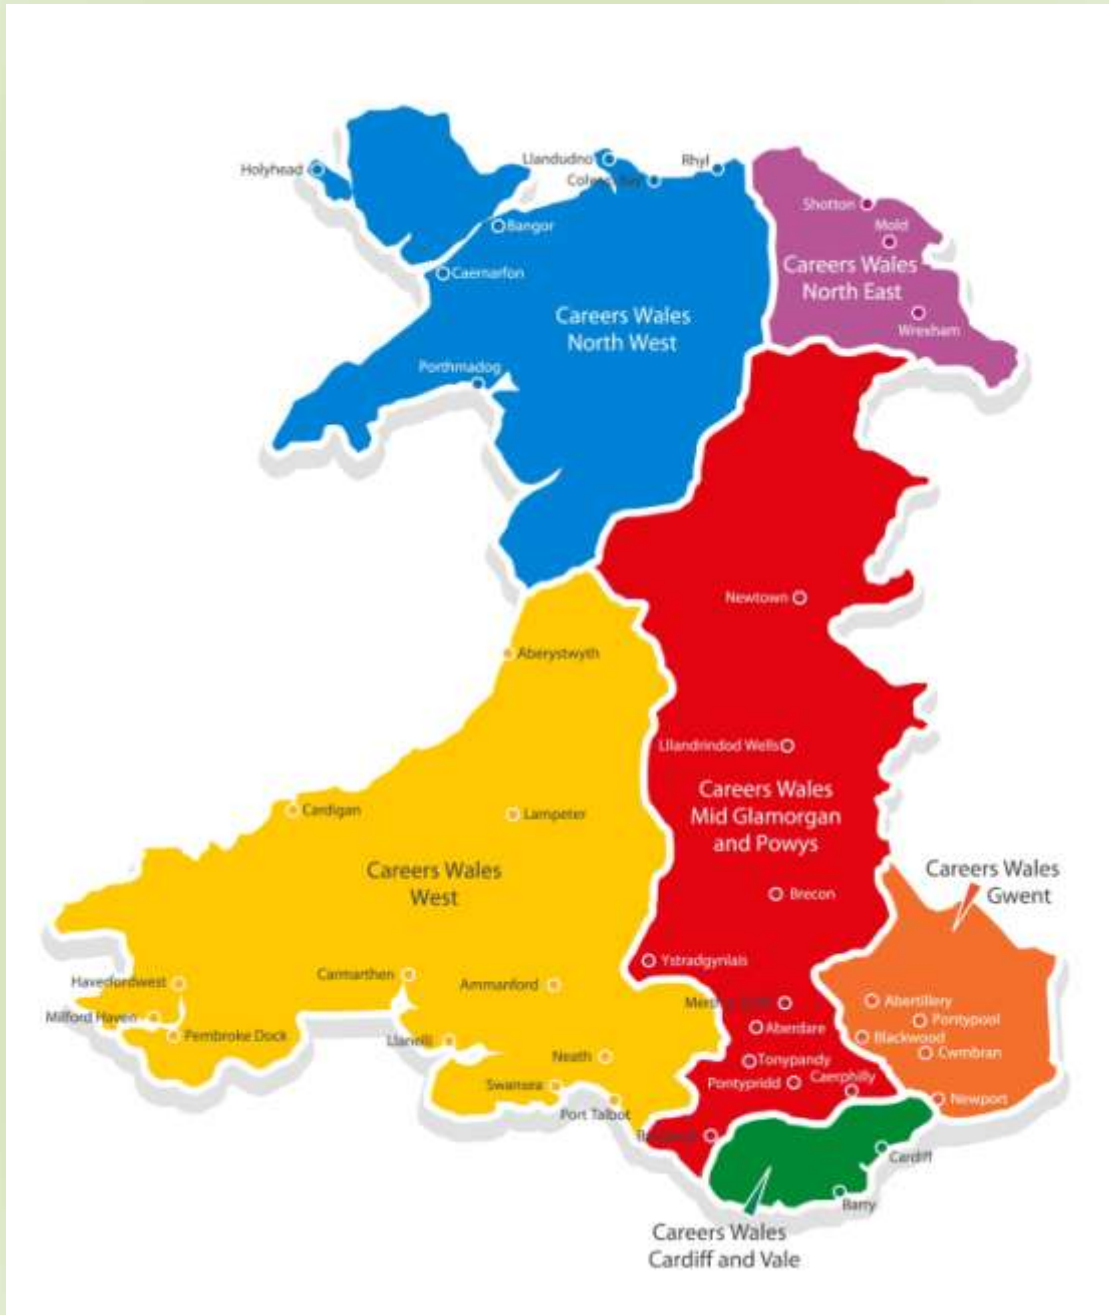 Holyhead
Llandudno
Rhyl
Shotton
Mold
Bangor
Careers Wales
North East
Caernarfon
Careers Wales
North West
Wrexham
Porthmadog
Newtown
Aberystwyth
Lllandrindod Wells
Careers Wales
Mid Glamorgan
and Powys
Cardigan
Lampeter
Careers Wales
West
Careers Wales
Gwent
Brecon
Ystradgynlais
Carmarthen
Ammanford
Haverfordwest
Milford Haven
Pembroke Dock
Abertillery
Pontypool
Blackwood
Cwmbran
Aberdare
Llanelli
Neath
Tonypandy
Caerphilly
Pontypridd
Swansea
Port Talbot
Newport
Cardiff
Barry
Careers Wales
Cardiff and Vale